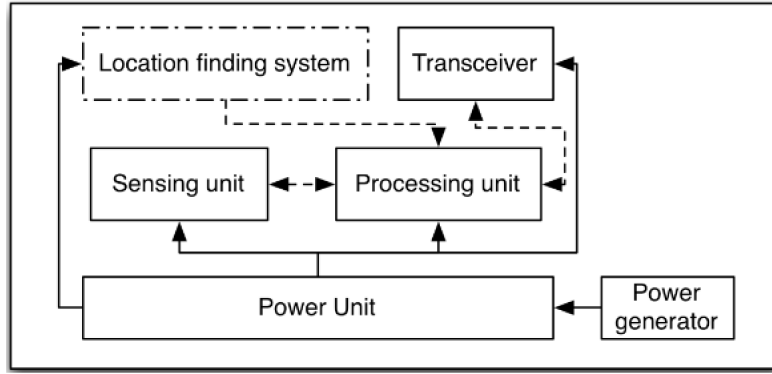 Location finding system
Transceiver
Sensing unit
Processing unit
Power Unit
Power
generator